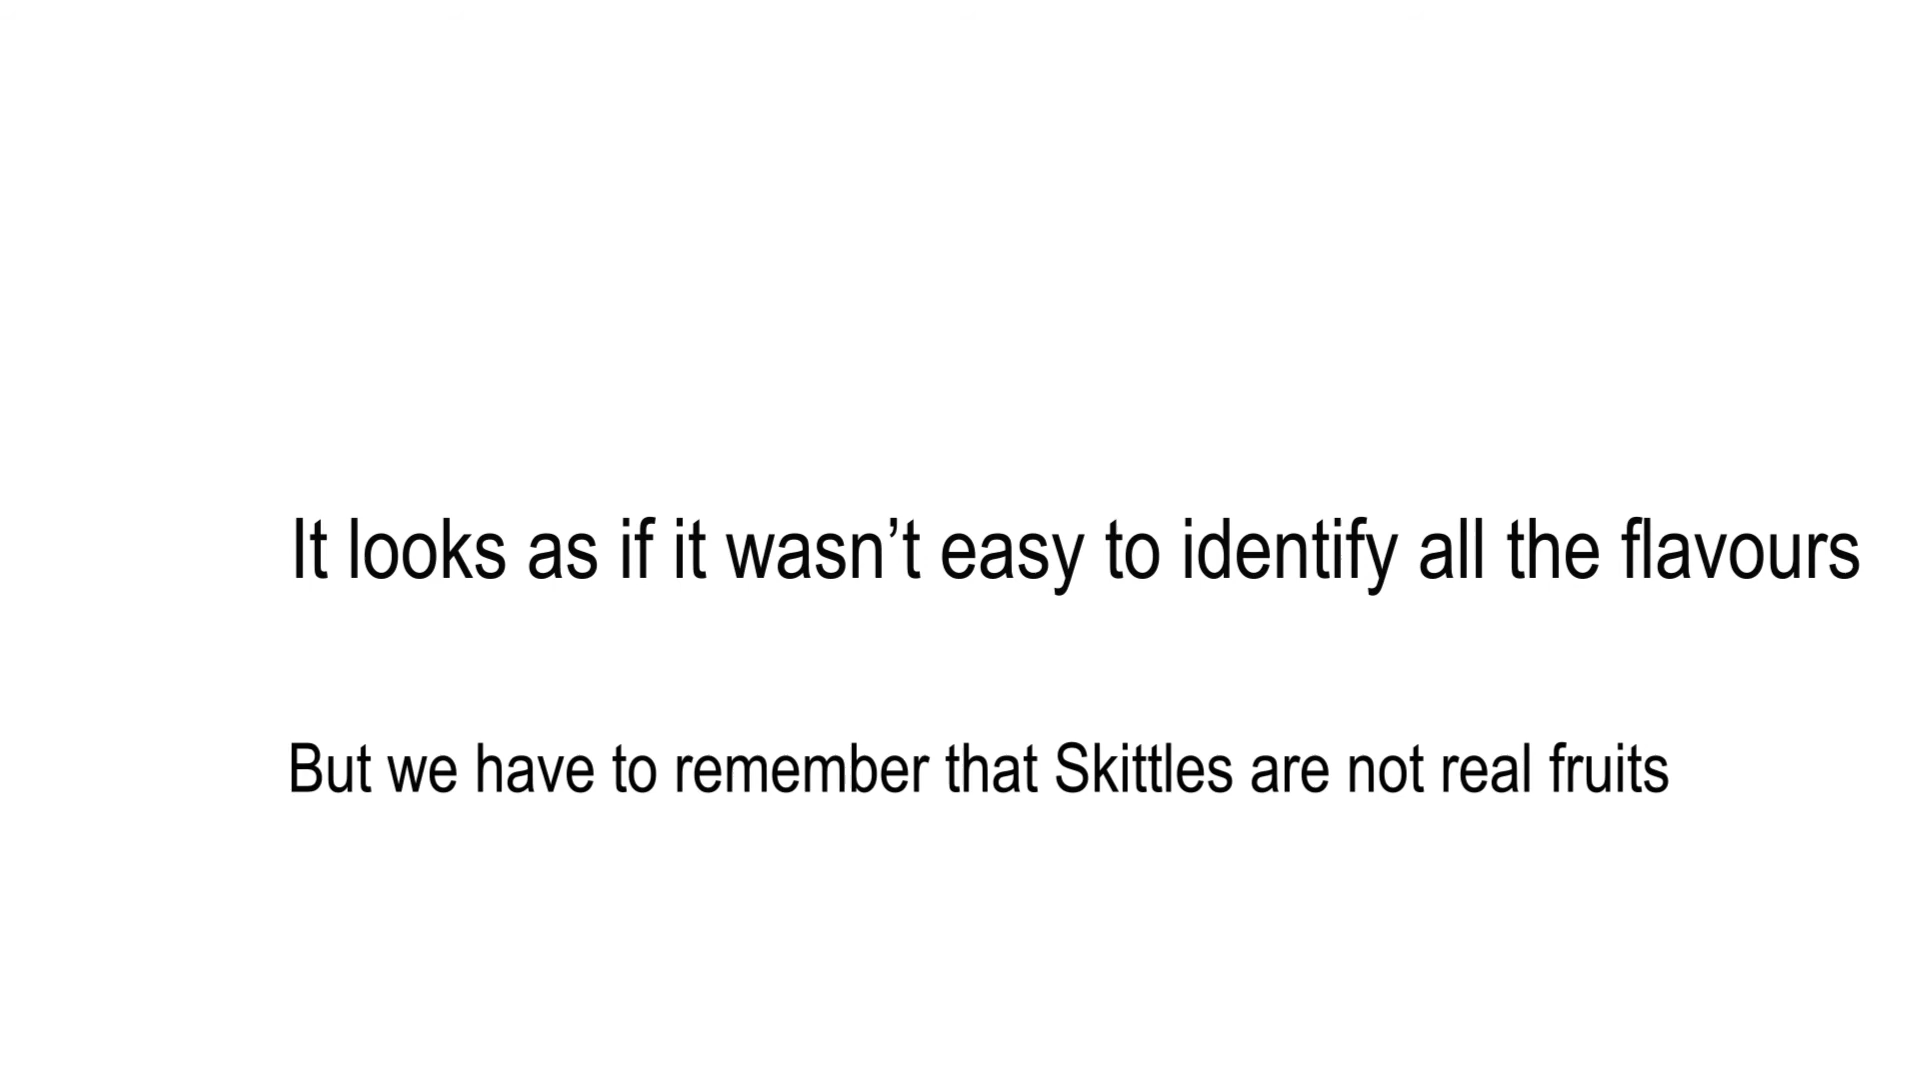 It looks as if it wasn’t easy to identify all the flavours
But we have to remember that Skittles are not real fruits